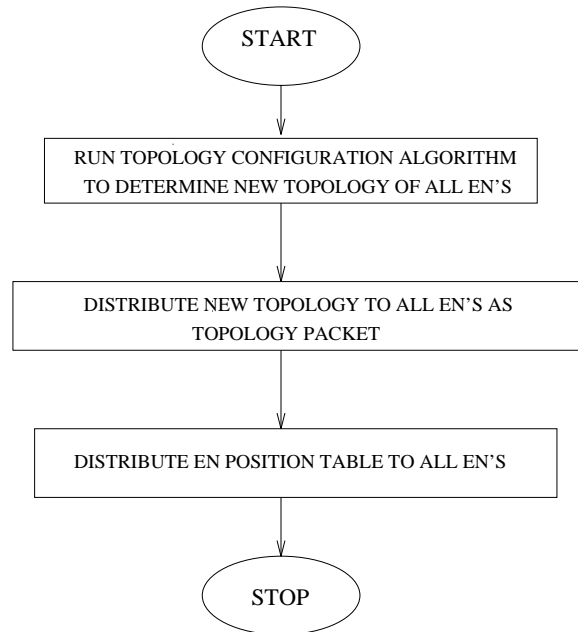 START
RUN TOPOLOGY CONFIGURATION ALGORITHM
TO DETERMINE NEW TOPOLOGY OF ALL EN'S
DISTRIBUTE NEW TOPOLOGY TO ALL EN'S AS
TOPOLOGY PACKET
DISTRIBUTE EN POSITION TABLE TO ALL EN'S
STOP